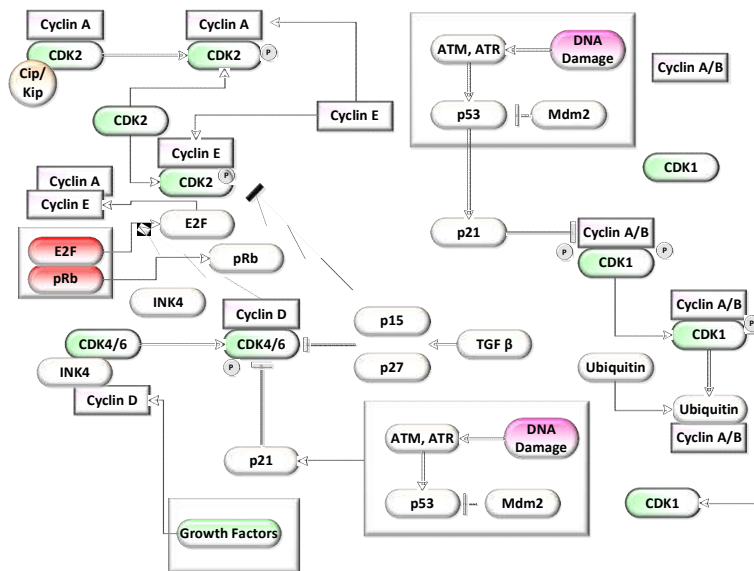 Cyclin A
CDK2
Cip/
Kip
Cyclin A
CDK2
P
CDK2
Cyclin E
Cyclin E
CDK2
P
Cyclin A
Cyclin E
E2F
E2F
pRb
pRb
INK4
Cyclin D
CDK4/6
P
CDK4/6
INK4
Cyclin D
p15
p27
TGF β
p21
Growth Factors
ATM, ATR
DNA
Damage
p53
Mdm2
p21
Cyclin A/B
CDK1
Cyclin A/B
CDK1
P
P
Cyclin A/B
CDK1
P
Ubiquitin
Ubiquitin
Cyclin A/B
CDK1
ATM, ATR
DNA
Damage
p53
Mdm2